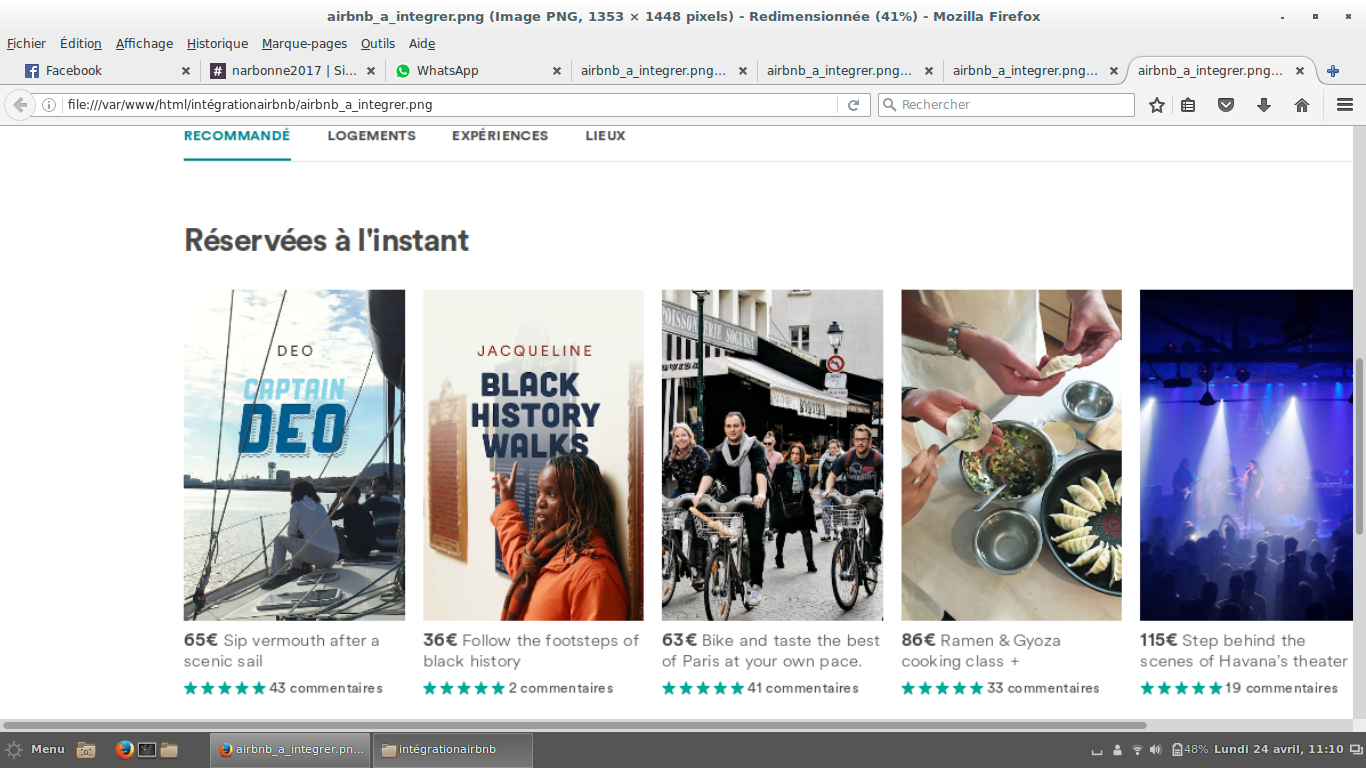 airbnb_a_integrer.png (Image PNG, 1353 × 1448 pixels) - Redimensionnée (41%) - Mozilla Firefox
Fichier Édition Affichage Historique Marque-pages Outils Aide
Facebook narbonne2017 | Si... WhatsApp airbnb_a_integrer.png... airbnb_a_integrer.png... airbnb_a_integrer.png... airbnb_a_integrer.png...
file:///var/www/html/intégrationairbnb/airbnb_a_integrer.png Rechercher
RECOMMANDÉ LOGEMENTS EXPÉRIENCES LIEUX
Réservées à l'instant
DEO
CAPTAIN
DEO
JACQUELINE
BLACK
HISTORY
WALKS
POISSONNERIE SOGUISA
65€ Sip vermouth after a
scenic sail
43 commentaires
36€ Follow the footsteps of
black history
2 commentaires
63€ Bike and taste the best
of Paris at your own pace.
41 commentaires
86€ Ramen & Gyoza
cooking class +
33 commentaires
115€ Step behind the
scenes of Havana's theater
19 commentaires
Menu airbnb_a_integrer.pn... intégrationairbnb 48% Lundi 24 avril, 11:10